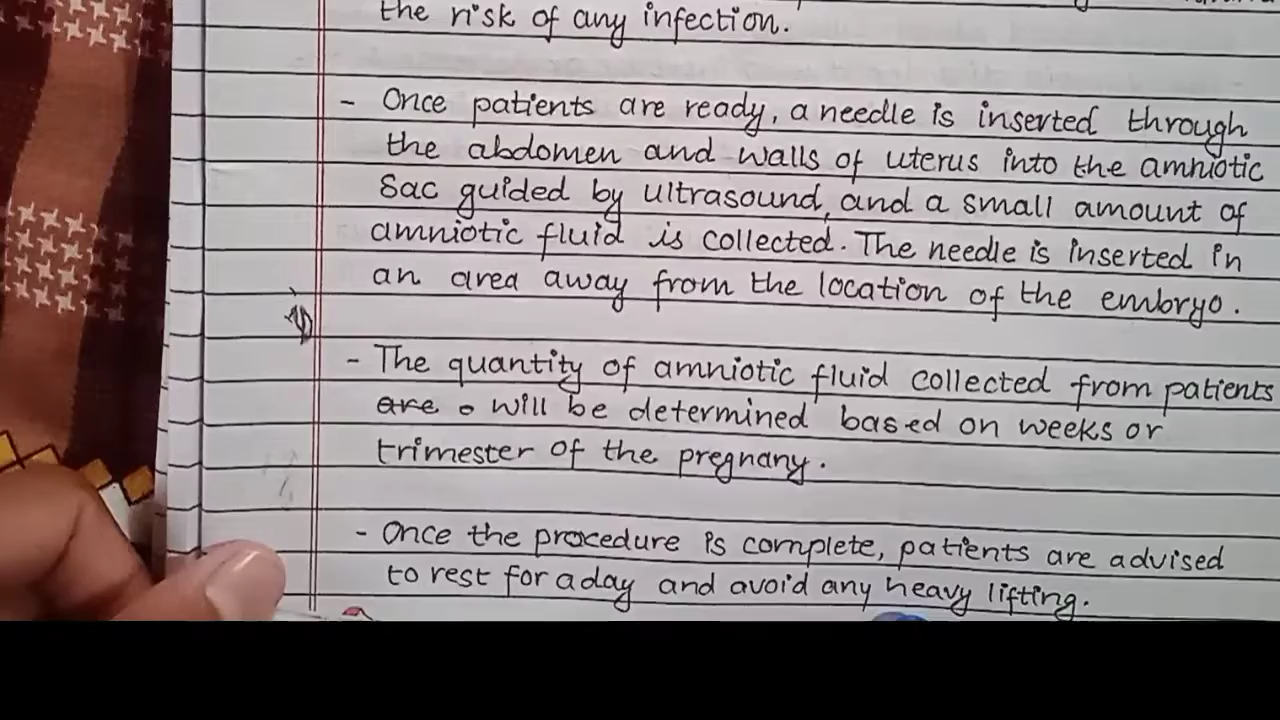 the risk of any infection.
- Once patients are ready, a needle is inserted through
the abdomen and walls of uterus into the amniotic
sac guided by ultrasound, and a small amount of
amniotic fluid is collected. The needle is inserted in
an area away from the location of the embryo.
- The quantity of amniotic fluid collected from patients
are will be determined based on weeks or
trimester of the pregnany.
- Once the procedure is complete, patients are advised
to rest for a day and avoid any heavy lifting.